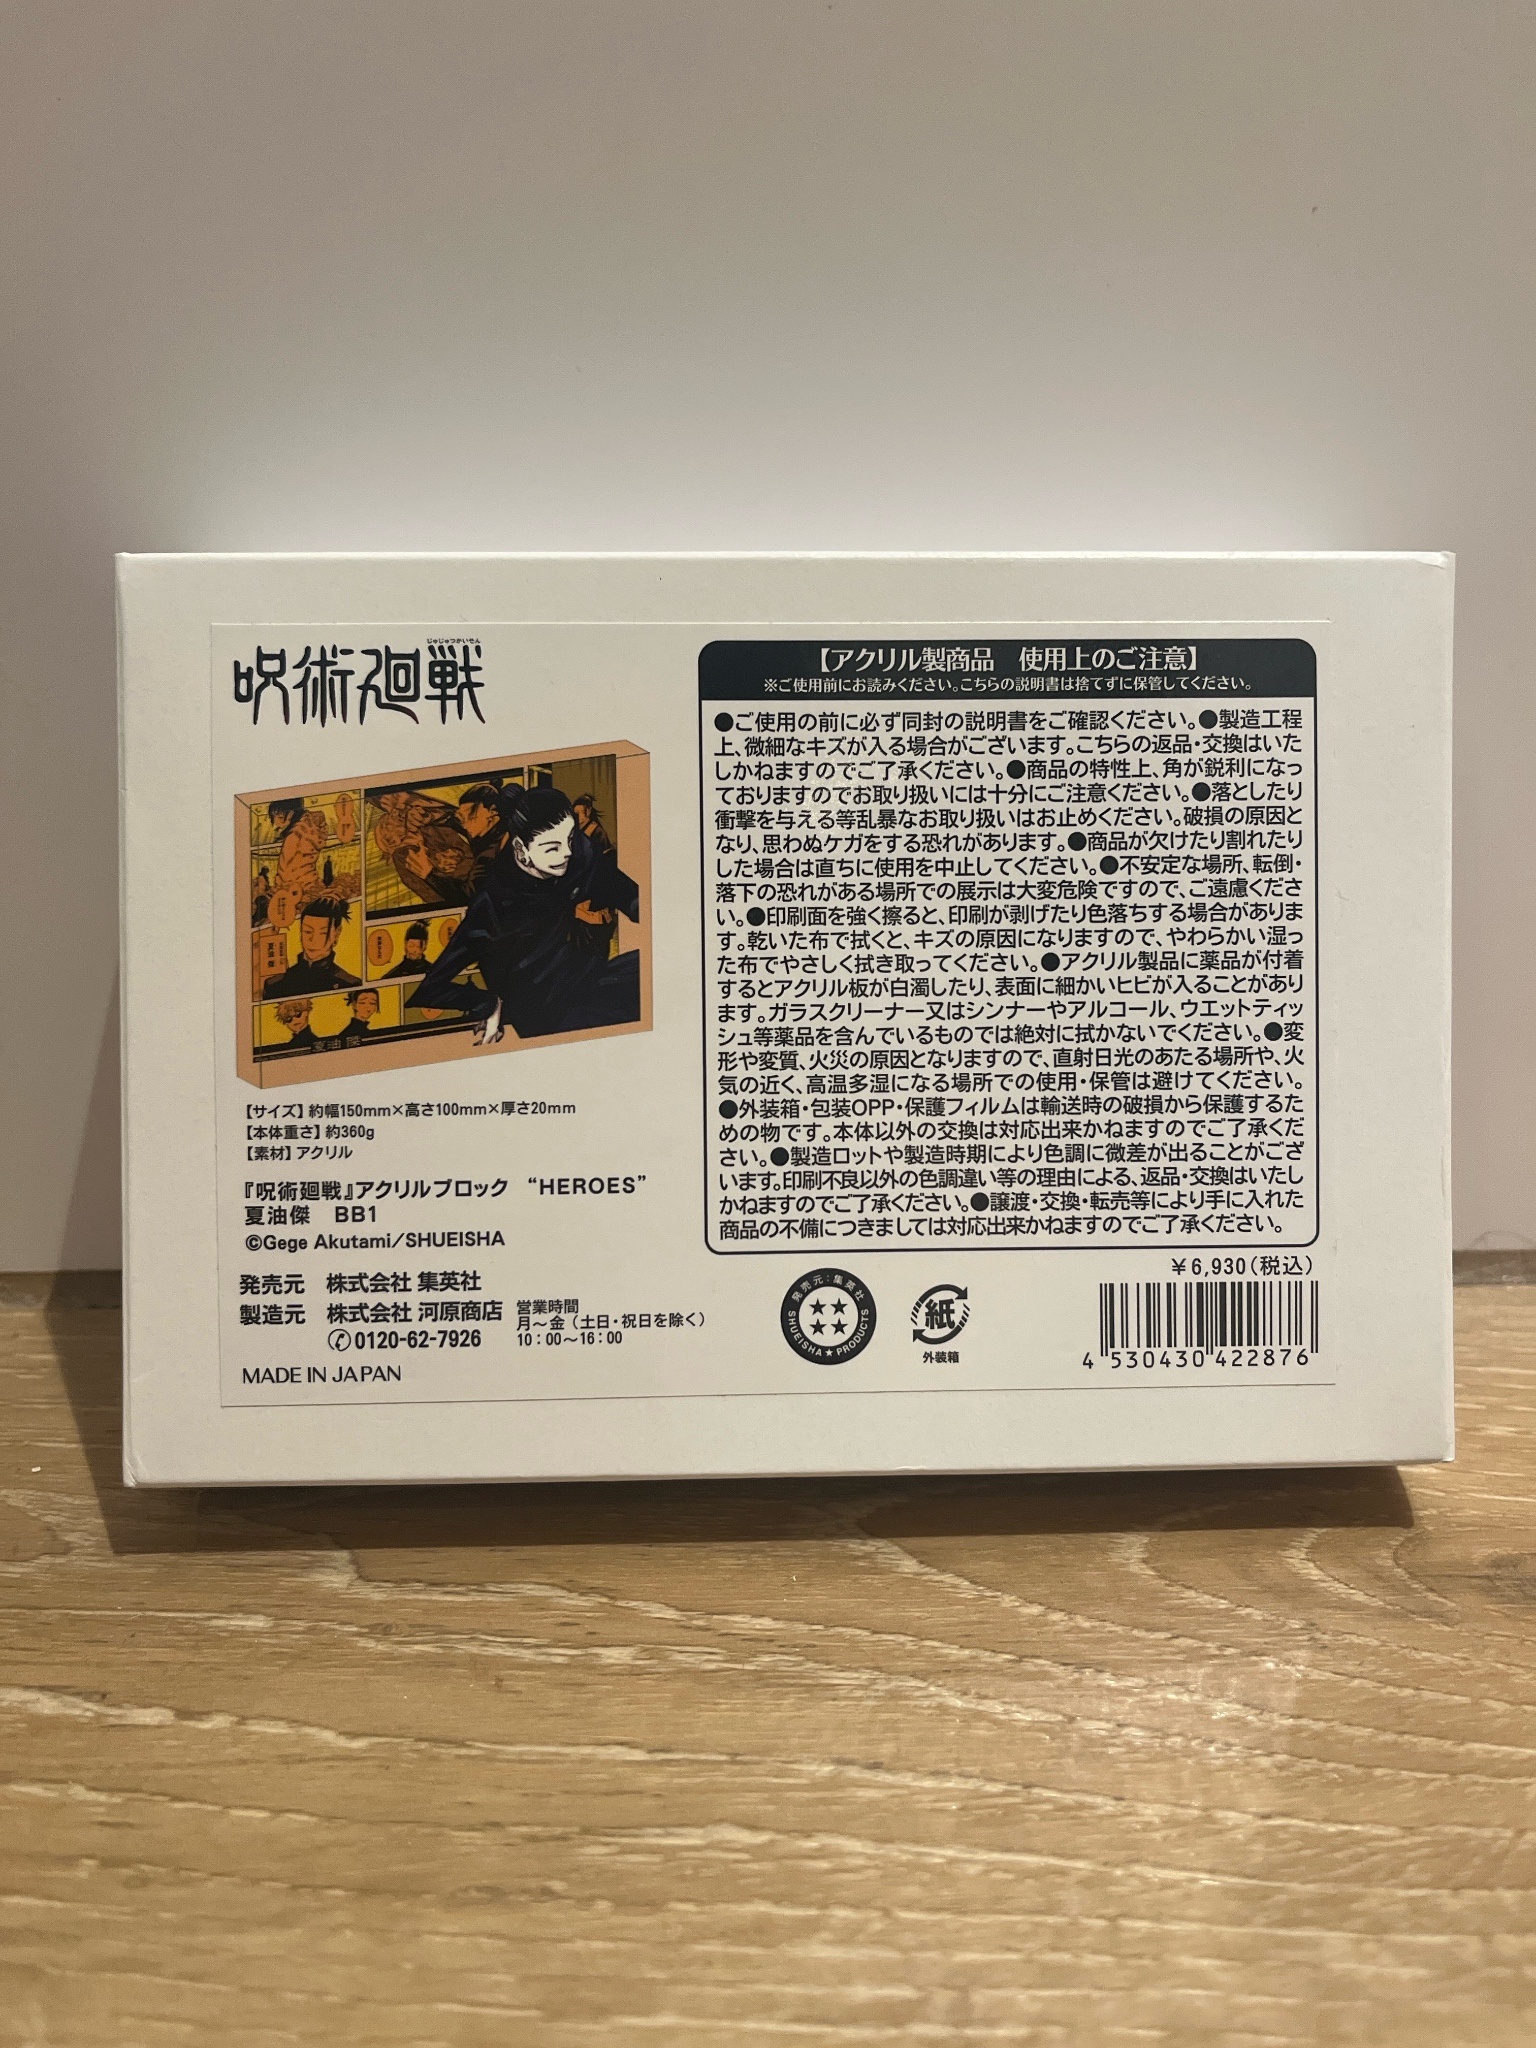 じゅじゅつかいせん
呪術廻戦
夏油 傑
【サイズ】約幅150mm×高さ100mm×厚さ20mm
【本体重さ】約360g
【素材】アクリル
『呪術廻戦』アクリルブロック “HEROES”
夏油傑 BB1
©Gege Akutami/SHUEISHA
発売元 株式会社 集英社
製造元 株式会社 河原商店
0120-62-7926
営業時間
月～金（土日・祝日を除く）
10：00～16：00
MADE IN JAPAN
【アクリル製商品 使用上のご注意】
※ご使用前にお読みください。こちらの説明書は捨てずに保管してください。
●ご使用の前に必ず同封の説明書をご確認ください。●製造工程
上、微細なキズが入る場合がございます。こちらの返品・交換はいた
しかねますのでご了承ください。●商品の特性上、角が鋭利になっ
ておりますのでお取り扱いには十分にご注意ください。●落としたり
衝撃を与える等乱暴なお取り扱いはお止めください。破損の原因と
なり、思わぬケガをする恐れがあります。●商品が欠けたり割れたり
した場合は直ちに使用を中止してください。●不安定な場所、転倒・
落下の恐れがある場所での展示は大変危険ですので、ご遠慮くださ
い。●印刷面を強く擦ると、印刷が剥げたり色落ちする場合がありま
す。乾いた布で拭くと、キズの原因になりますので、やわらかい湿っ
た布でやさしく拭き取ってください。●アクリル製品に薬品が付着
するとアクリル板が白濁したり、表面に細かいヒビが入ることがあり
ます。ガラスクリーナー又はシンナーやアルコール、ウエットティッ
シュ等薬品を含んでいるものでは絶対に拭かないでください。●変
形や変質、火災の原因となりますので、直射日光のあたる場所や、火
気の近く、高温多湿になる場所での使用・保管は避けてください。
●外装箱・包装OPP・保護フィルムは輸送時の破損から保護するた
めの物です。本体以外の交換は対応出来かねますのでご了承くだ
さい。●製造ロットや製造時期により色調に微差が出ることがござ
います。印刷不良以外の色調違い等の理由による、返品・交換はいたし
かねますのでご了承ください。●譲渡・交換・転売等により手に入れた
商品の不備につきましては対応出来かねますのでご了承ください。
¥6,930(税込)
発売元：集英社
SHUEISHA★PRODUCTS
紙
外装箱
4 530430 422876